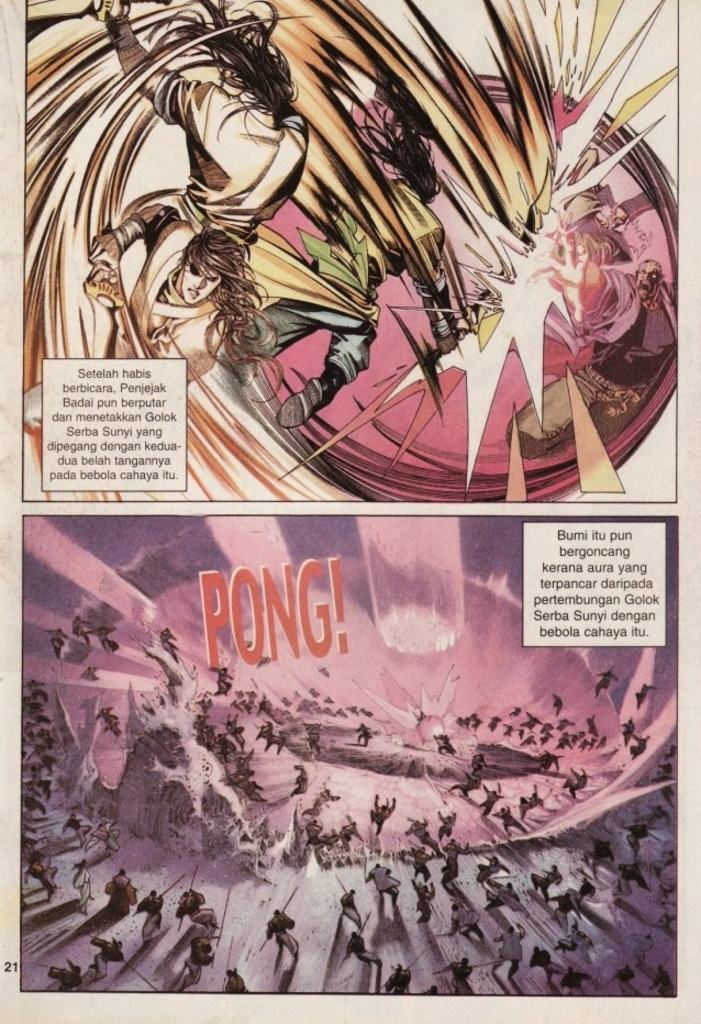 Setelah habis
berbicara, Penjejak
Badai pun berputar
dan menetakkan Golok
Serba Sunyi yang
dipegang dengan kedua-
dua belah tangannya
pada bebola cahaya itu.
PONG!
Bumi itu pun
bergoncang
kerana aura yang
terpancar daripada
pertembungan Golok
Serba Sunyi dengan
bebola cahaya itu.
21